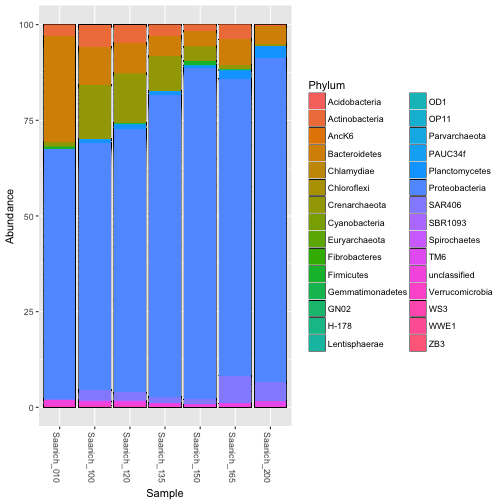 100
75
50
25
0
Abundance
Saanich_010
Saanich_100
Saanich_120
Saanich_135
Saanich_150
Saanich_165
Saanich_200
Sample
Phylum
Acidobacteria
Actinobacteria
AncK6
Bacteroidetes
Chlamydiae
Chloroflexi
Crenarchaeota
Cyanobacteria
Euryarchaeota
Fibrobacteres
Firmicutes
Gemmatimonadetes
GN02
H-178
Lentisphaerae
OD1
OP11
Parvarchaeota
PAUC34f
Planctomycetes
Proteobacteria
SAR406
SBR1093
Spirochaetes
TM6
unclassified
Verrucomicrobia
WS3
WWE1
ZB3